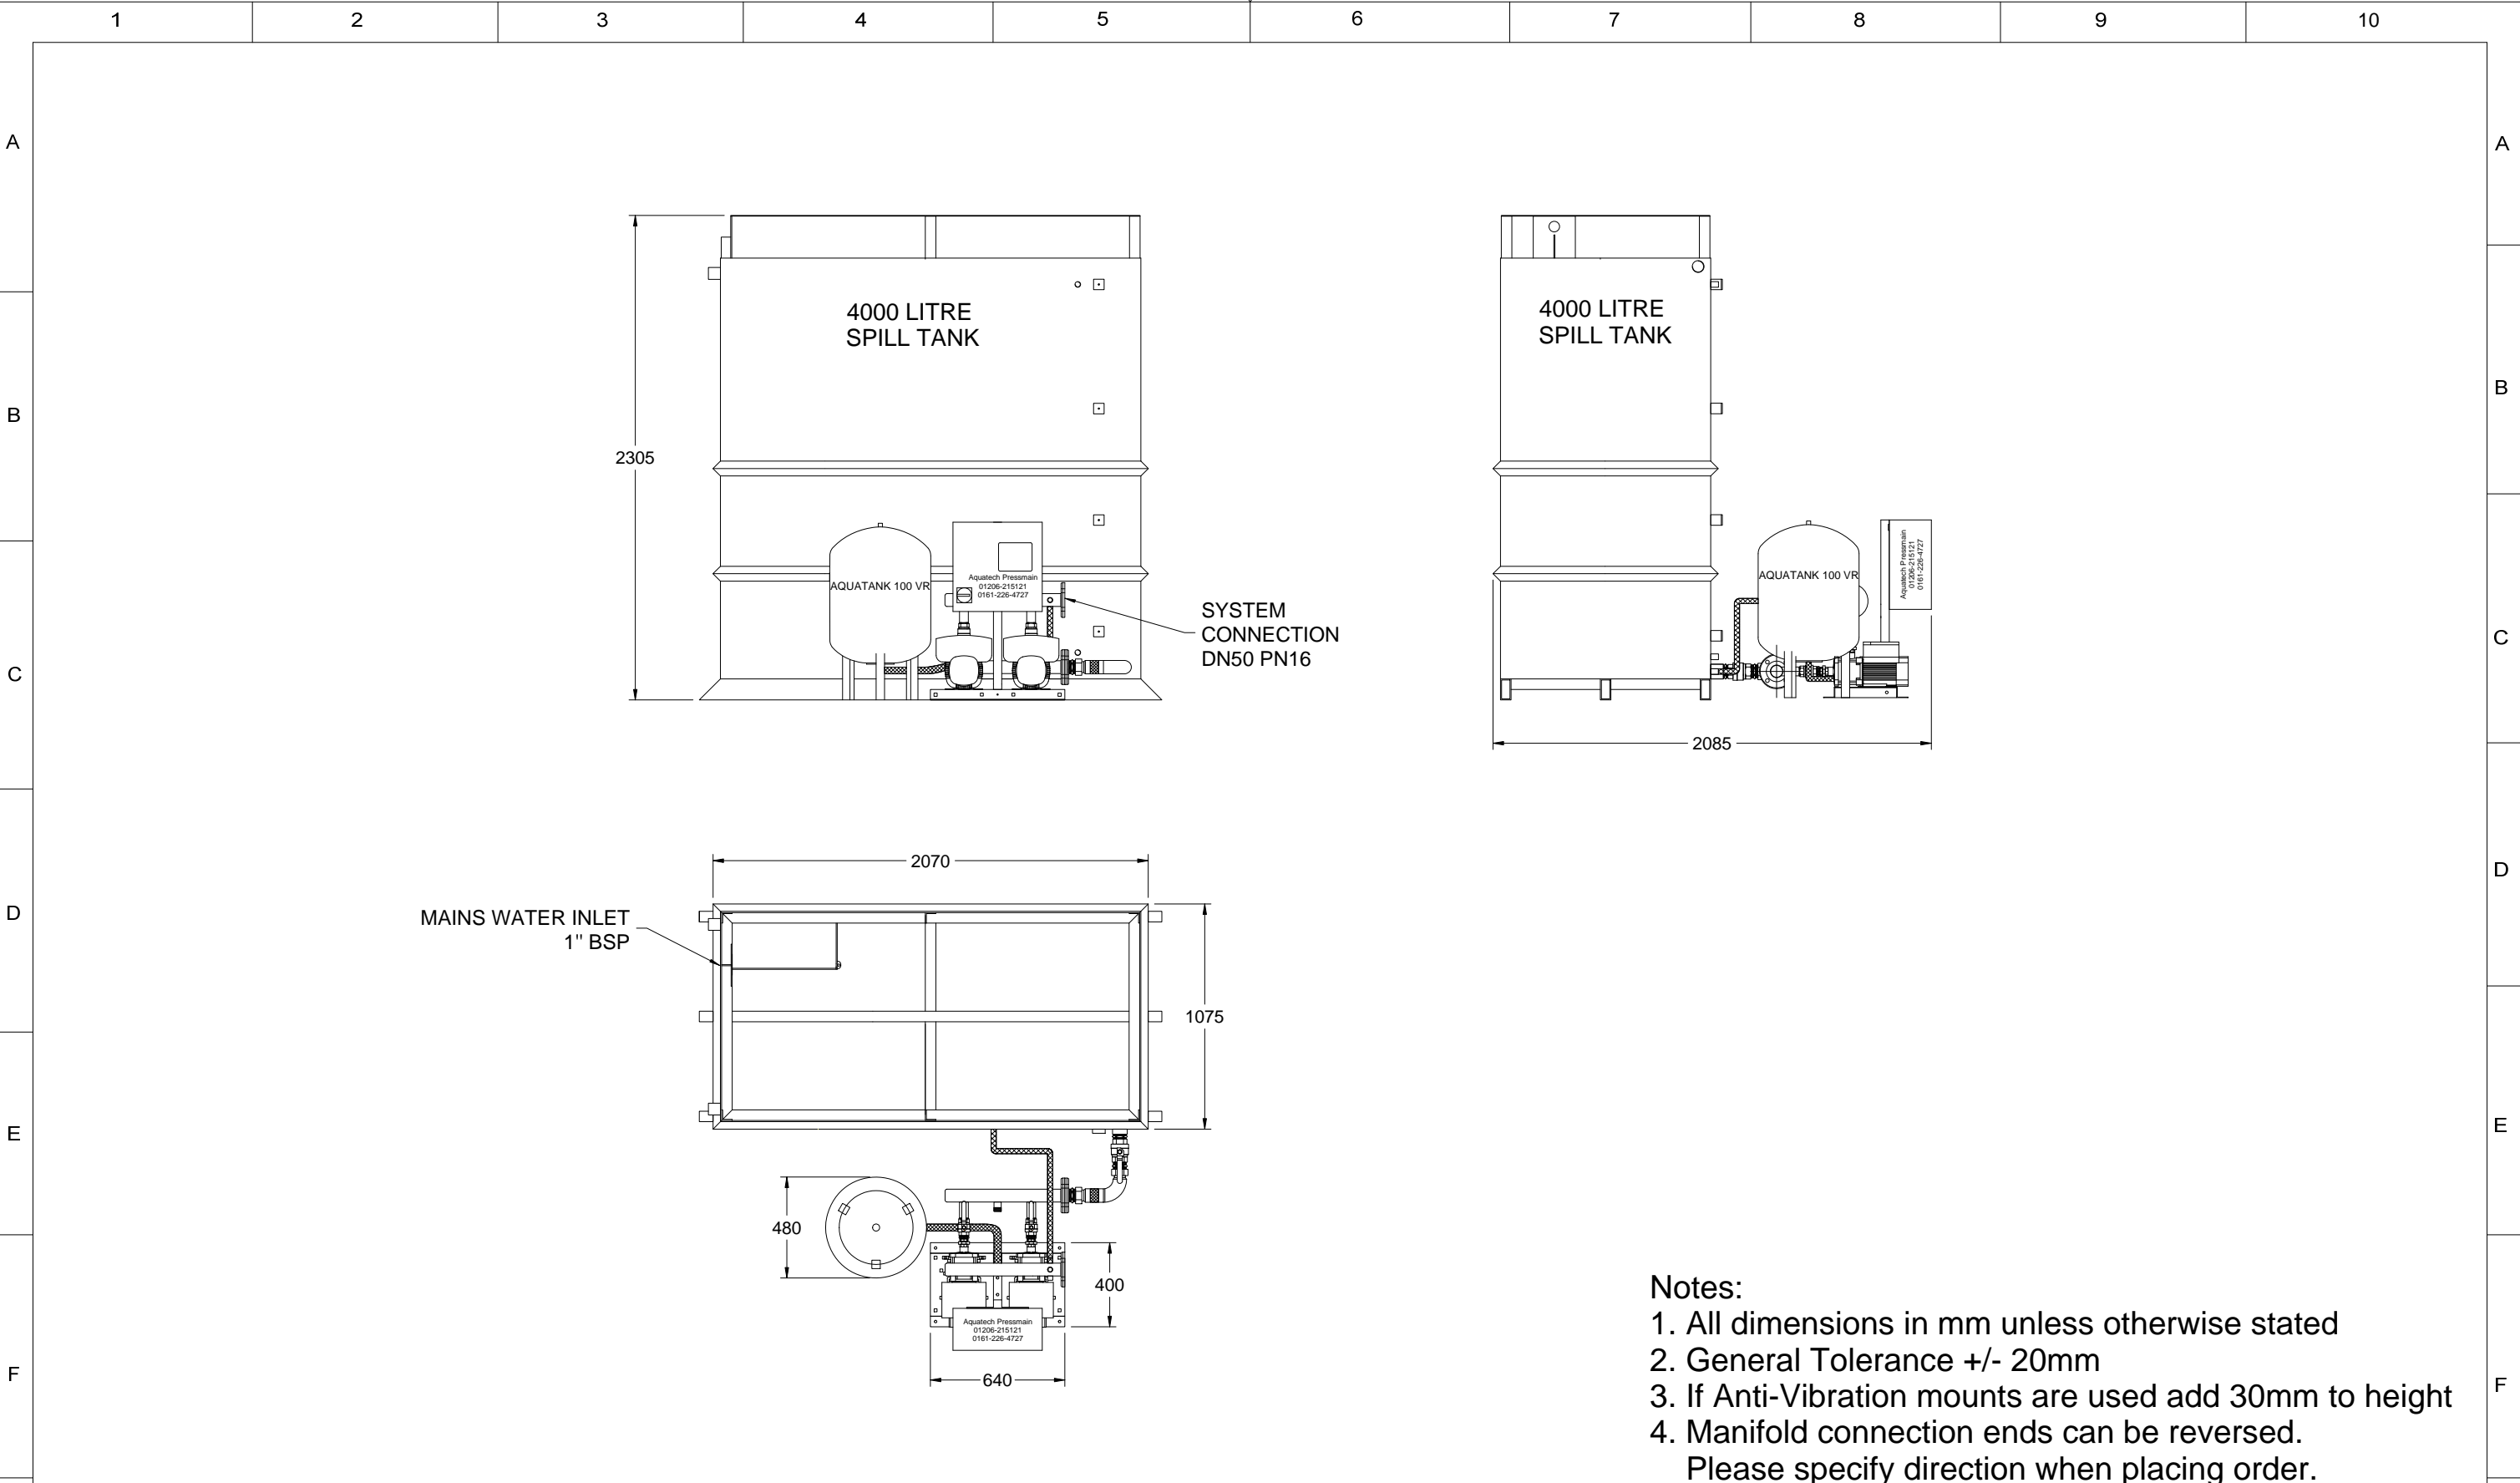 1 2 3 4 5 6 7 8 9 10
A
A
B
B
C
C
D
D
E
E
F
F
4000 LITRE
SPILL TANK
2305
AQUATANK 100 VR
Aquatech Pressmain
01206-215121
0161-226-4727
SYSTEM
CONNECTION
DN50 PN16
4000 LITRE
SPILL TANK
AQUATANK 100 VR
Aquatech Pressmain
01206-215121
0161-226-4727
2085
2070
MAINS WATER INLET
1" BSP
1075
480
400
Aquatech Pressmain
01206-215121
0161-226-4727
640
Notes:
1. All dimensions in mm unless otherwise stated
2. General Tolerance +/- 20mm
3. If Anti-Vibration mounts are used add 30mm to height
4. Manifold connection ends can be reversed.
Please specify direction when placing order.